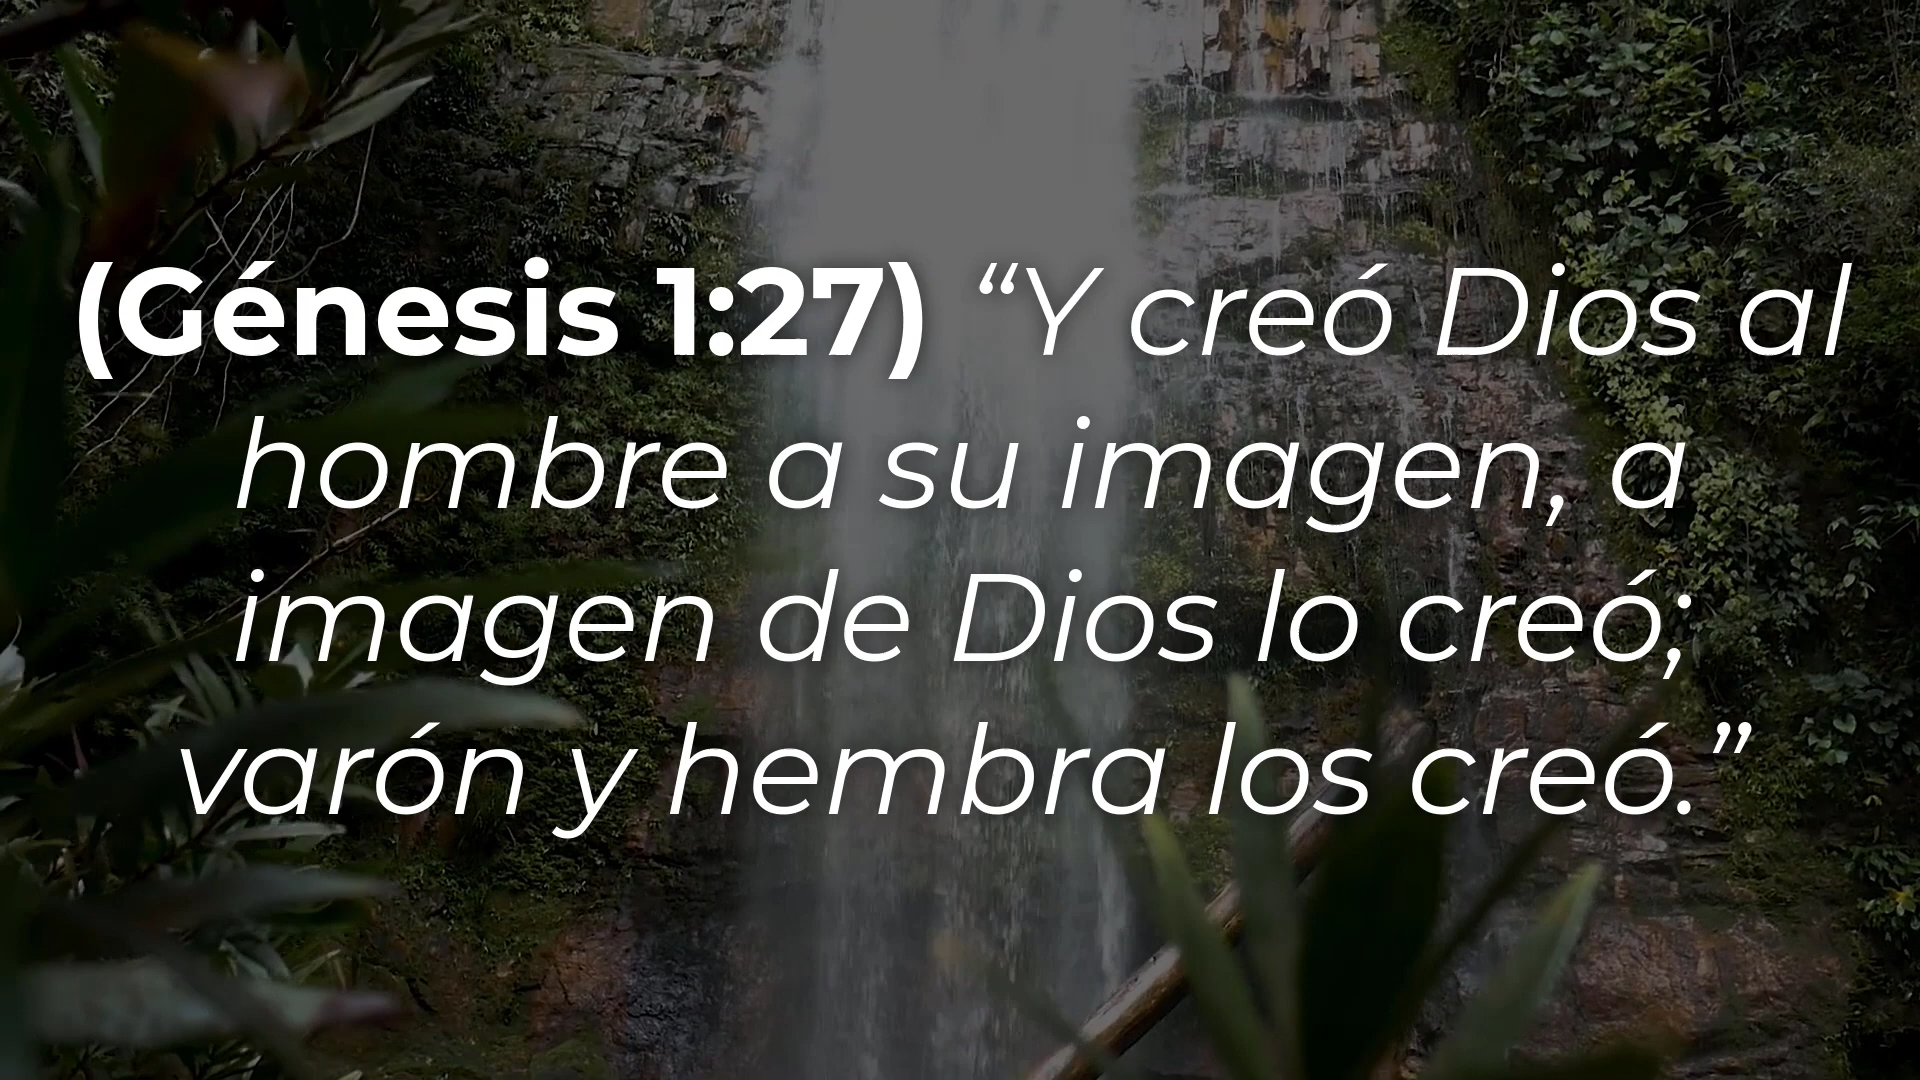 (Génesis 1:27) “Y creó Dios al
hombre a su imagen, a
imagen de Dios lo creó;
varón y hembra los creó.”